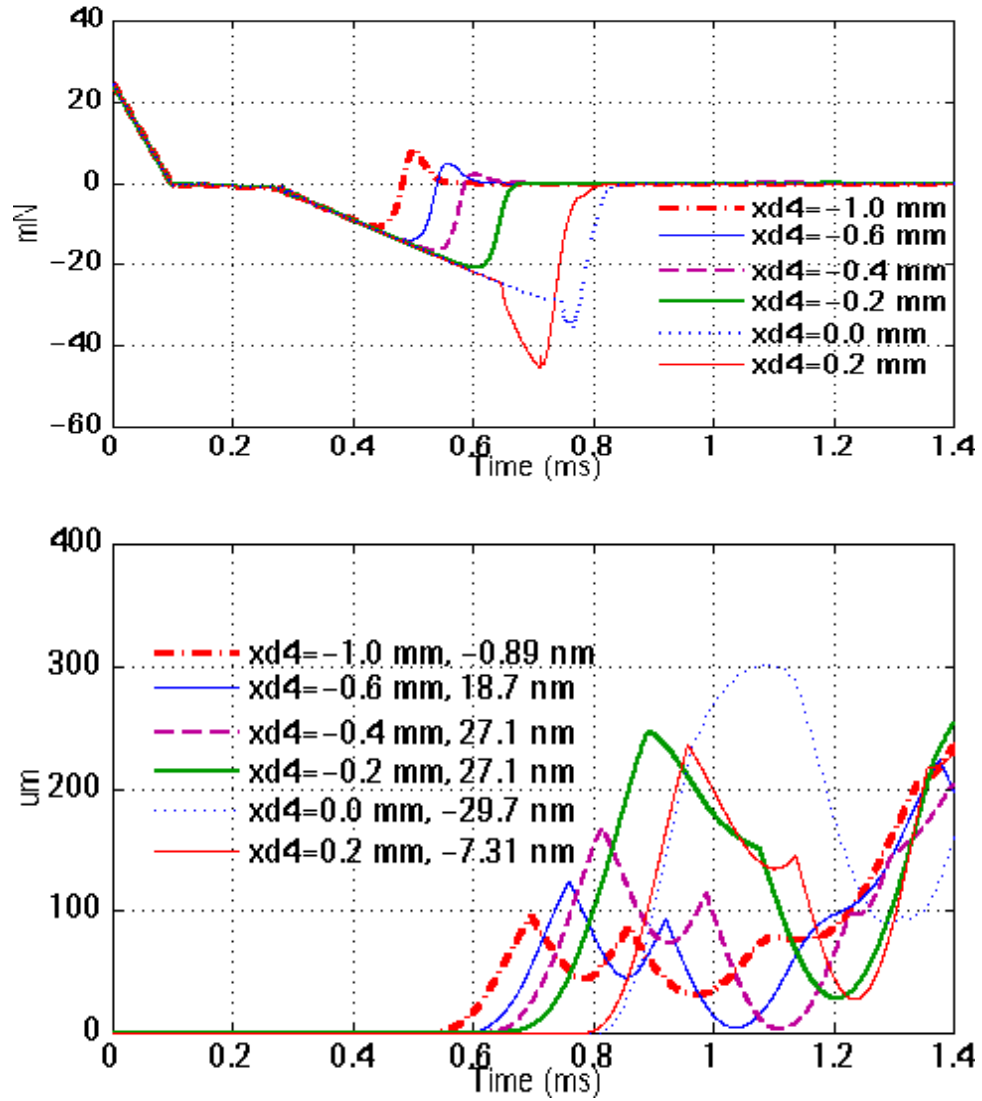 40
20
0
−20
−40
−60
mN
xd4=−1.0 mm
xd4=−0.6 mm
xd4=−0.4 mm
xd4=−0.2 mm
xd4=0.0 mm
xd4=0.2 mm
0 0.2 0.4 0.6 0.8 1 1.2 1.4
Time (ms)
400
300
200
100
0
um
xd4=−1.0 mm, −0.89 nm
xd4=−0.6 mm, 18.7 nm
xd4=−0.4 mm, 27.1 nm
xd4=−0.2 mm, 27.1 nm
xd4=0.0 mm, −29.7 nm
xd4=0.2 mm, −7.31 nm
0 0.2 0.4 0.6 0.8 1 1.2 1.4
Time (ms)